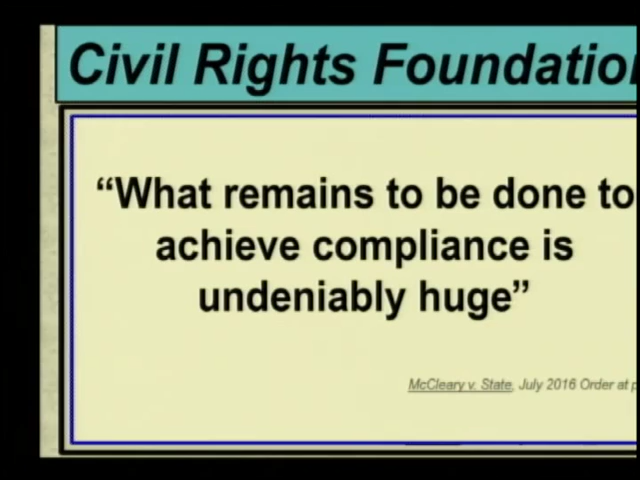 Civil Rights Foundation
“What remains to be done to
achieve compliance is
undeniably huge”
McCleary v. State, July 2016 Order at p